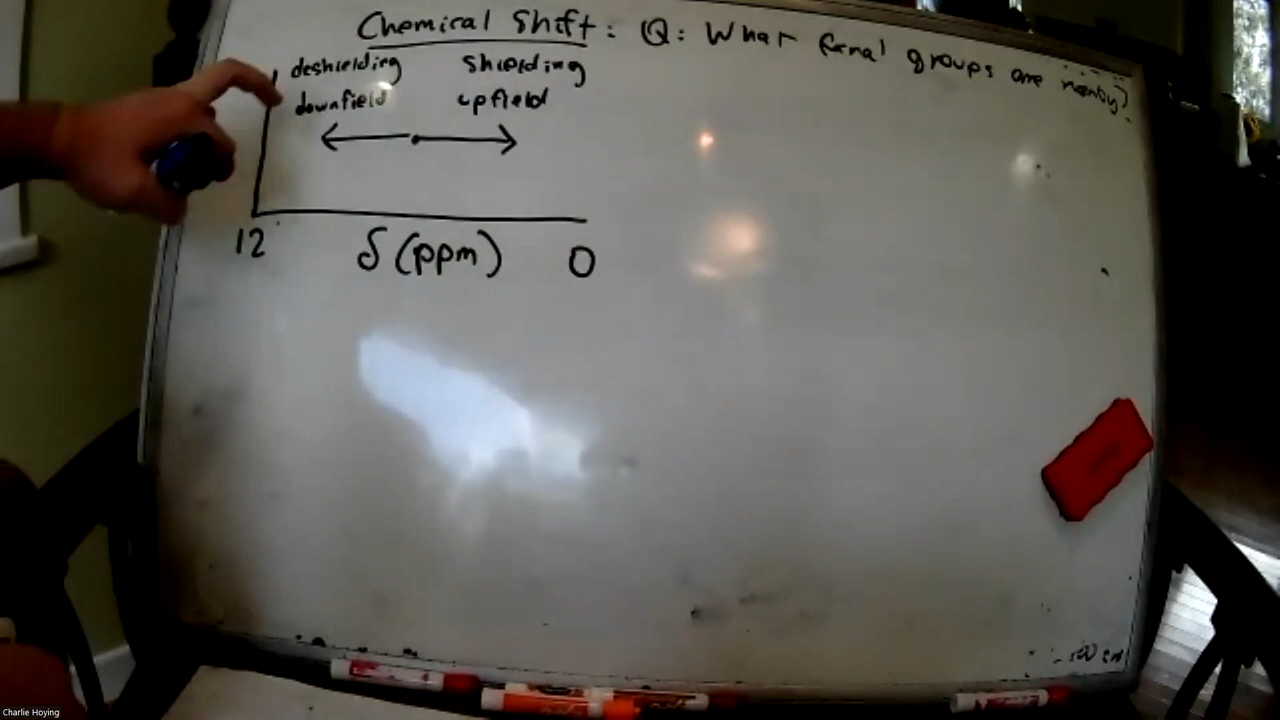 Chemical Shift: Q: What fxnal groups are nearby?
deshielding shielding
downfield upfield
12 δ (ppm) 0
Charlie Hoying